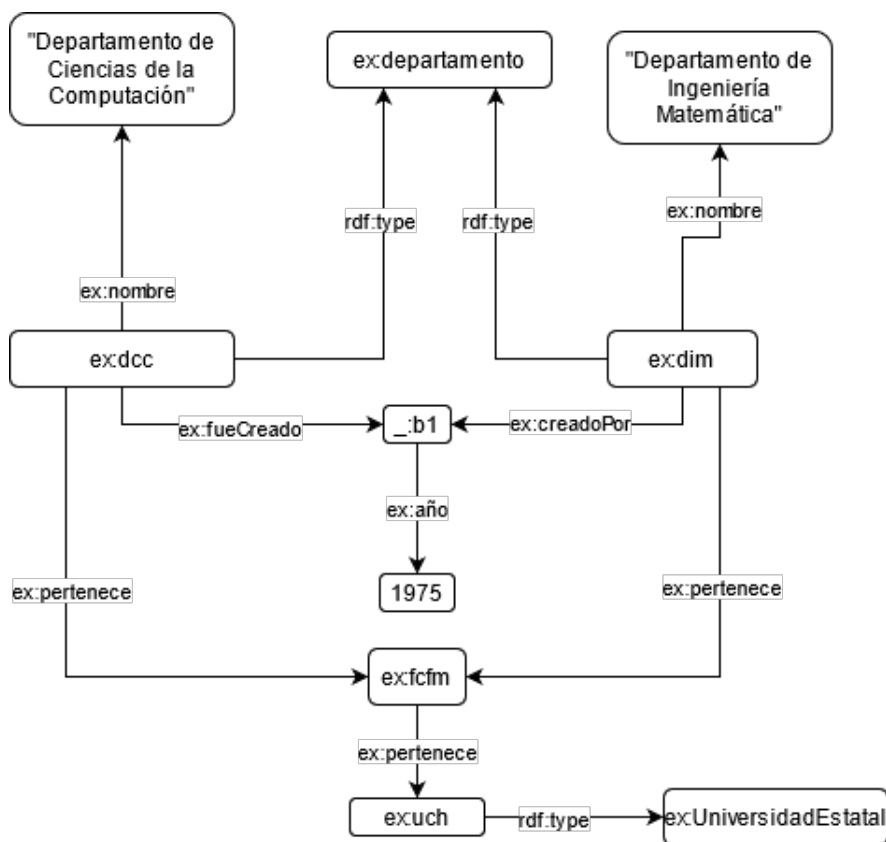 "Departamento de
Ciencias de la
Computación"
ex:departamento
"Departamento de
Ingeniería
Matemática"
ex:nombre
rdf:type
rdf:type
ex:nombre
ex:dcc
ex:dim
ex:fueCreado
_:b1
ex:creadoPor
ex:año
ex:pertenece
1975
ex:pertenece
ex:fcfm
ex:pertenece
ex:uch
rdf:type
ex:UniversidadEstatal